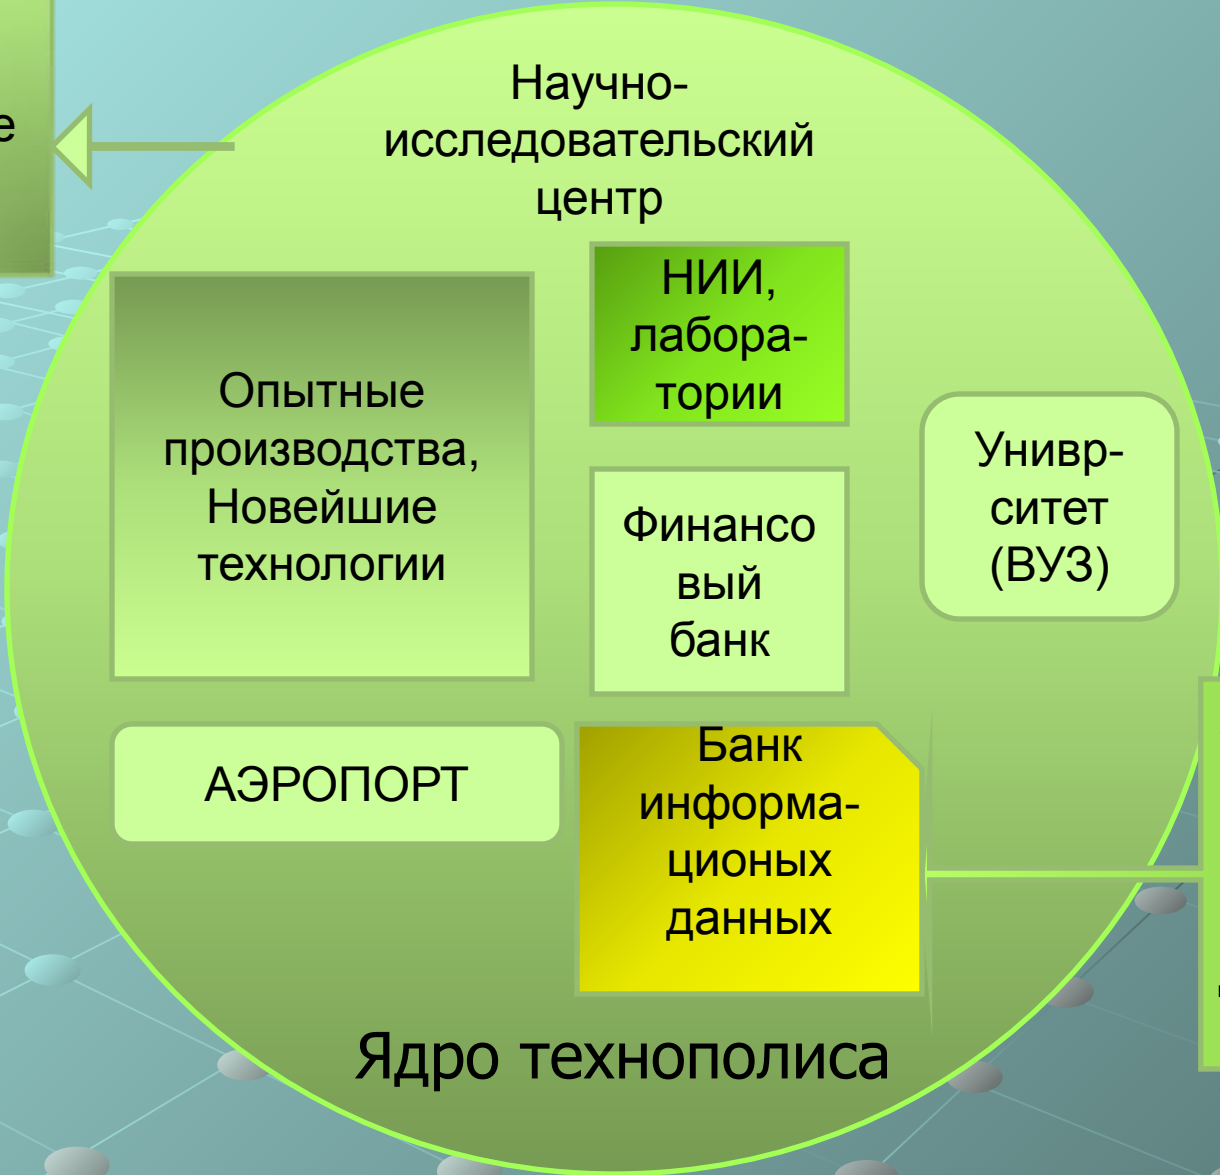 Научно-
исследовательский
центр
НИИ,
лабора-
тории
Опытные
производства,
Новейшие
технологии
Унивр-
ситет
(ВУЗ)
Финансо
вый
банк
АЭРОПОРТ
Банк
информа-
ционых
данных
Ядро технополиса